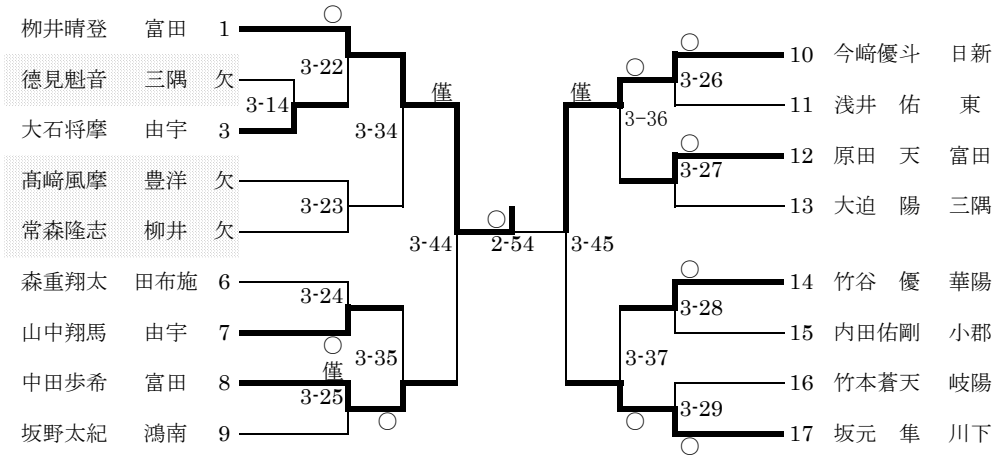 栁井晴登 富田 1
徳見魁音 三隅 欠
大石将摩 由宇 3
髙﨑風摩 豊洋 欠
常森隆志 柳井 欠
森重翔太 田布施 6
山中翔馬 由宇 7
中田歩希 富田 8
坂野太紀 鴻南 9
○
3-22
3-14
3-34
3-23
3-24
○
3-35
僅
3-25
○
僅
3-44
○
2-54
僅
3-45
○
3-36
○
3-26
○
3-27
○
3-28
3-37
3-29
○
○
10 今﨑優斗 日新
11 浅井 佑 東
12 原田 天 富田
13 大迫 陽 三隅
14 竹谷 優 華陽
15 内田佑剛 小郡
16 竹本蒼天 岐陽
17 坂元 隼 川下